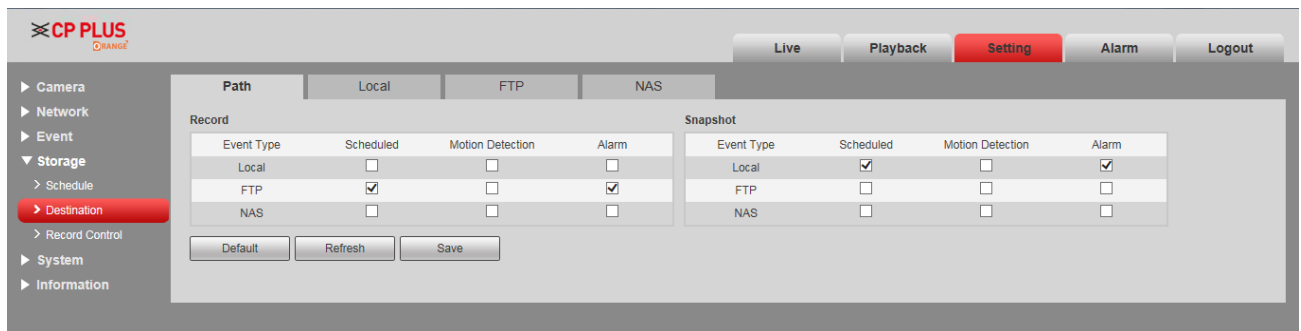 CP PLUS
ORANGE
Live Playback Setting Alarm Logout
Camera
Network
Event
Storage
Schedule
Destination
Record Control
System
Information
Path Local FTP NAS
Record
Event Type Scheduled Motion Detection Alarm
Local
FTP
NAS
Snapshot
Event Type Scheduled Motion Detection Alarm
Local
FTP
NAS
Default Refresh Save